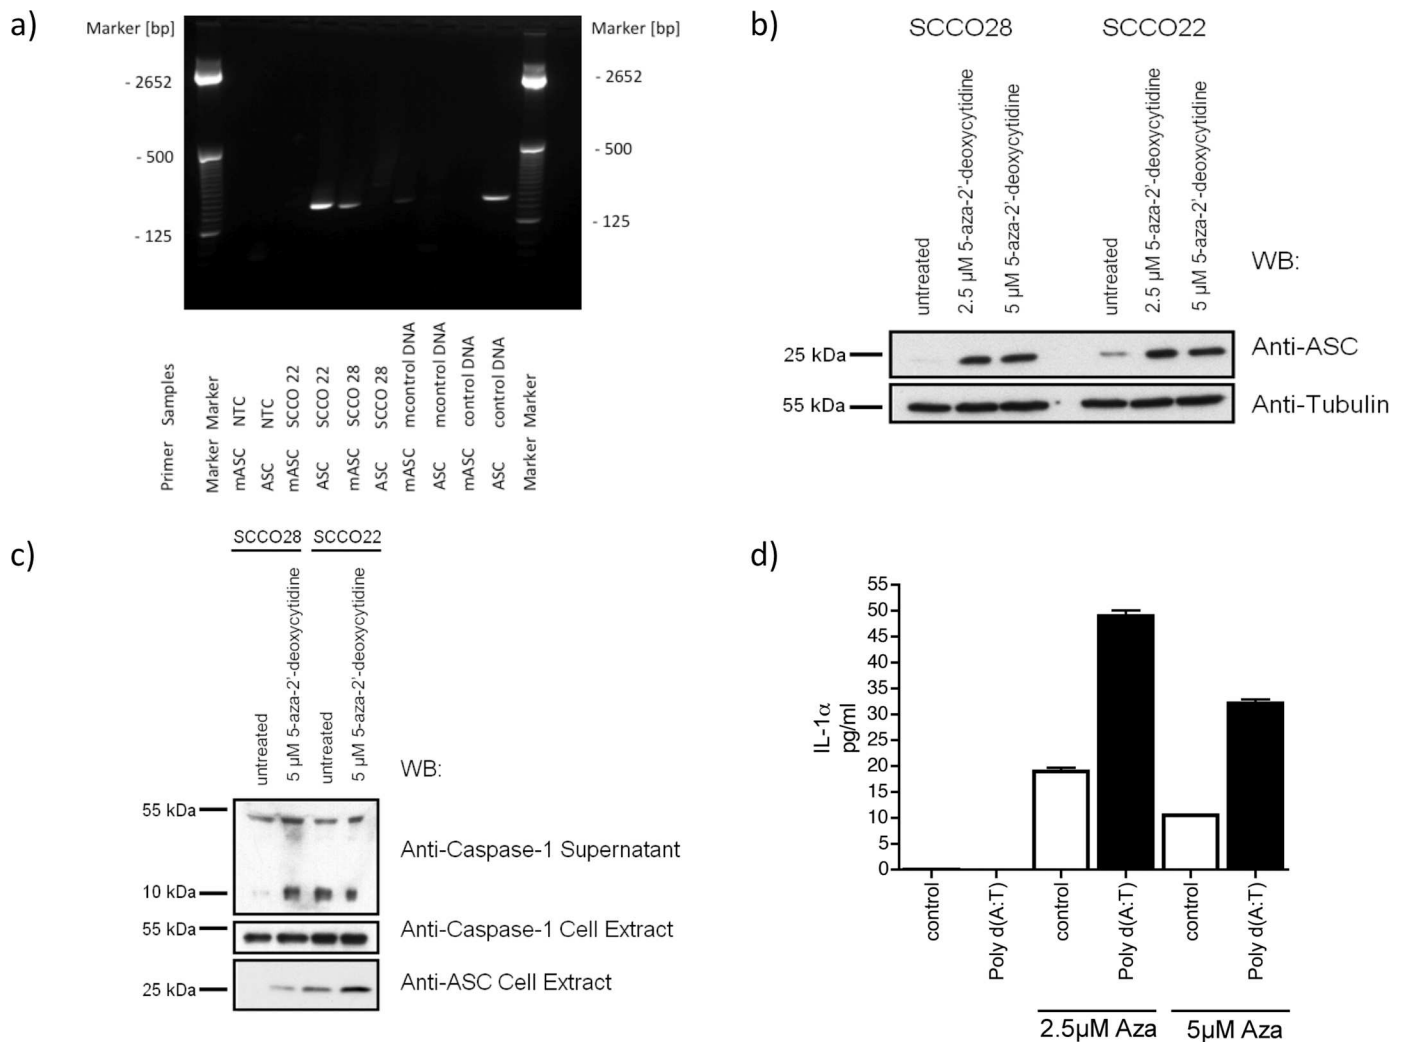 a)
Marker [bp]
Marker [bp]
- 2652
- 2652
- 500
- 500
- 125
- 125
Samples Marker NTC NTC SCCO 22 SCCO 22 SCCO 28 SCCO 28 mcontrol DNA mcontrol DNA control DNA control DNA Marker
Primer Marker mASC ASC mASC ASC mASC ASC mASC ASC mASC ASC Marker
b)
SCCO28
SCCO22
untreated
2.5 µM 5-aza-2'-deoxycytidine
5 µM 5-aza-2'-deoxycytidine
untreated
2.5 µM 5-aza-2'-deoxycytidine
5 µM 5-aza-2'-deoxycytidine
WB:
25 kDa
Anti-ASC
55 kDa
Anti-Tubulin
c)
SCCO28
SCCO22
untreated
5 µM 5-aza-2'-deoxycytidine
untreated
5 µM 5-aza-2'-deoxycytidine
WB:
55 kDa
Anti-Caspase-1 Supernatant
10 kDa
55 kDa
Anti-Caspase-1 Cell Extract
25 kDa
Anti-ASC Cell Extract
d)
IL-1α
pg/ml
55
50
45
40
35
30
25
20
15
10
5
0
control
Poly d(A:T)
control
Poly d(A:T)
control
Poly d(A:T)
2.5µM Aza
5µM Aza